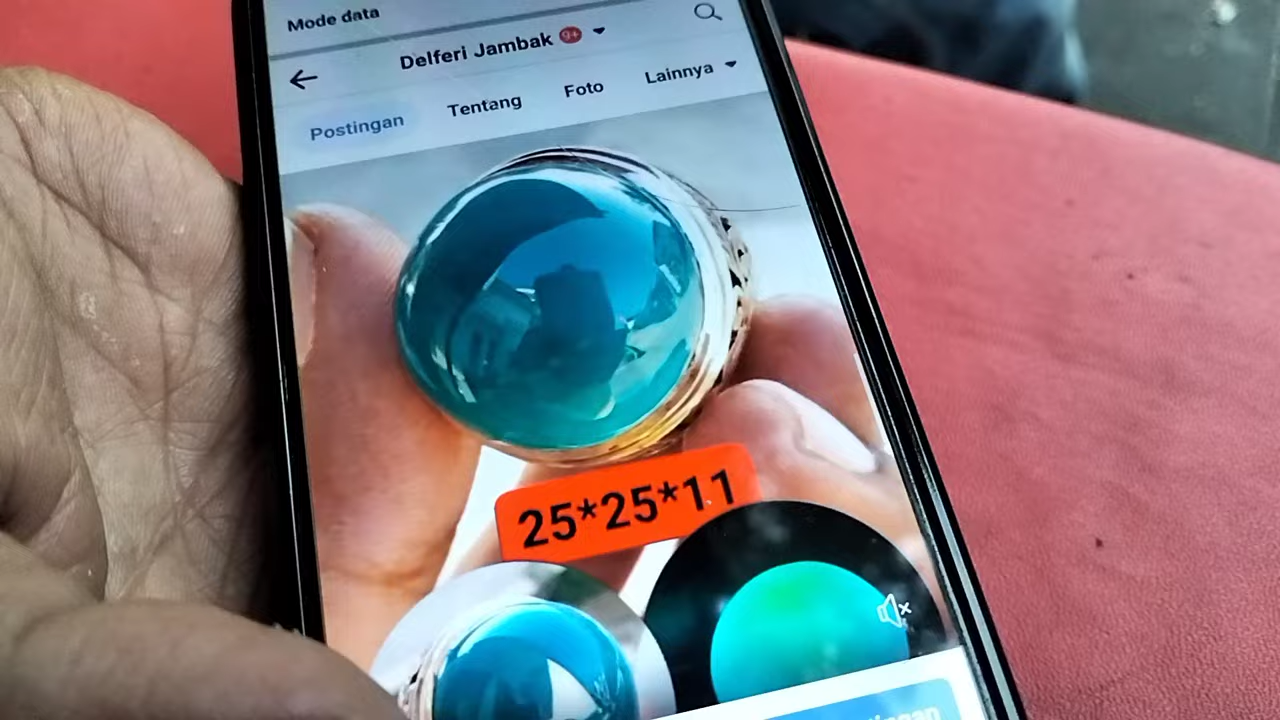 Mode data
Delferi Jambak 9+
Postingan Tentang Foto Lainnya
25*25*11